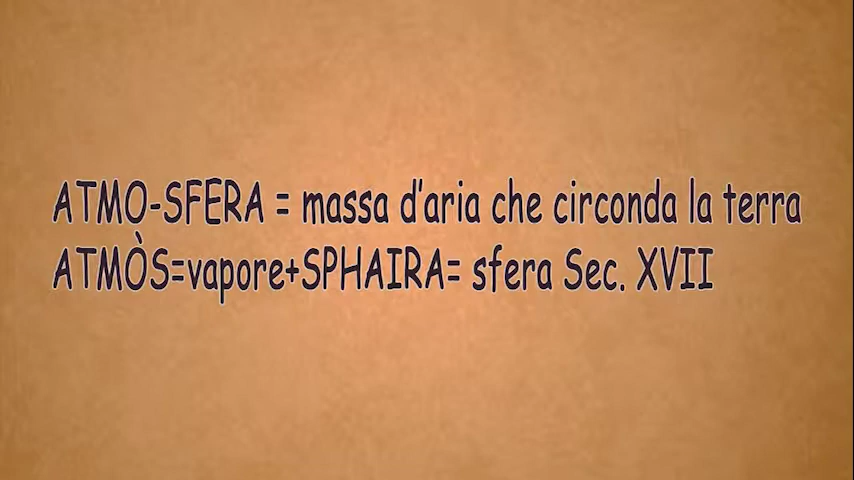 ATMO-SFERA = massa d'aria che circonda la terra
ATMÒS=vapore+SPHAIRA= sfera Sec. XVII